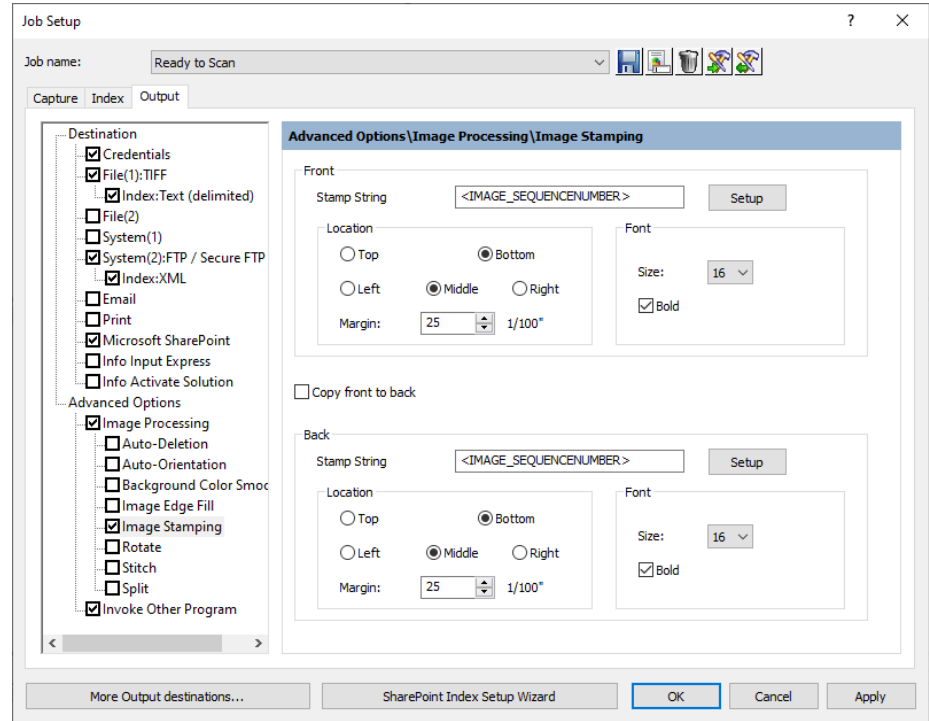 Job Setup
?
Job name:
Ready to Scan
Capture Index Output
Destination
Credentials
File(1):TIFF
Index:Text (delimited)
File(2)
System(1)
System(2):FTP / Secure FTP
Index:XML
Email
Print
Microsoft SharePoint
Info Input Express
Info Activate Solution
Advanced Options
Image Processing
Auto-Deletion
Auto-Orientation
Background Color Smoo
Image Edge Fill
Image Stamping
Rotate
Stitch
Split
Invoke Other Program
Advanced Options\Image Processing\Image Stamping
Front
Stamp String <IMAGE_SEQUENCENUMBER> Setup
Location
Top Bottom
Left Middle Right
Margin: 25 1/100"
Font
Size: 16
Bold
Copy front to back
Back
Stamp String <IMAGE_SEQUENCENUMBER> Setup
Location
Top Bottom
Left Middle Right
Margin: 25 1/100"
Font
Size: 16
Bold
More Output destinations... SharePoint Index Setup Wizard OK Cancel Apply